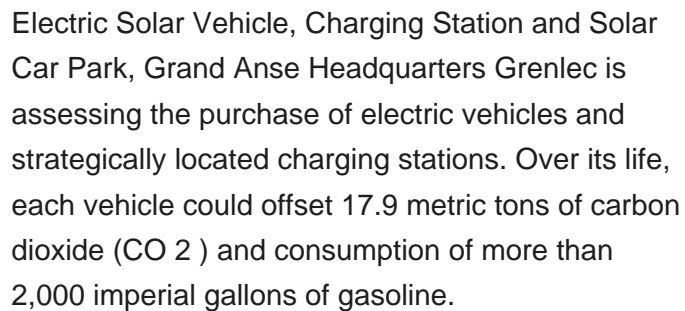 Electric Solar Vehicle, Charging Station and Solar
Car Park, Grand Anse Headquarters Grenlec is
assessing the purchase of electric vehicles and
strategically located charging stations. Over its life,
each vehicle could offset 17.9 metric tons of carbon
dioxide (CO 2 ) and consumption of more than
2,000 imperial gallons of gasoline.